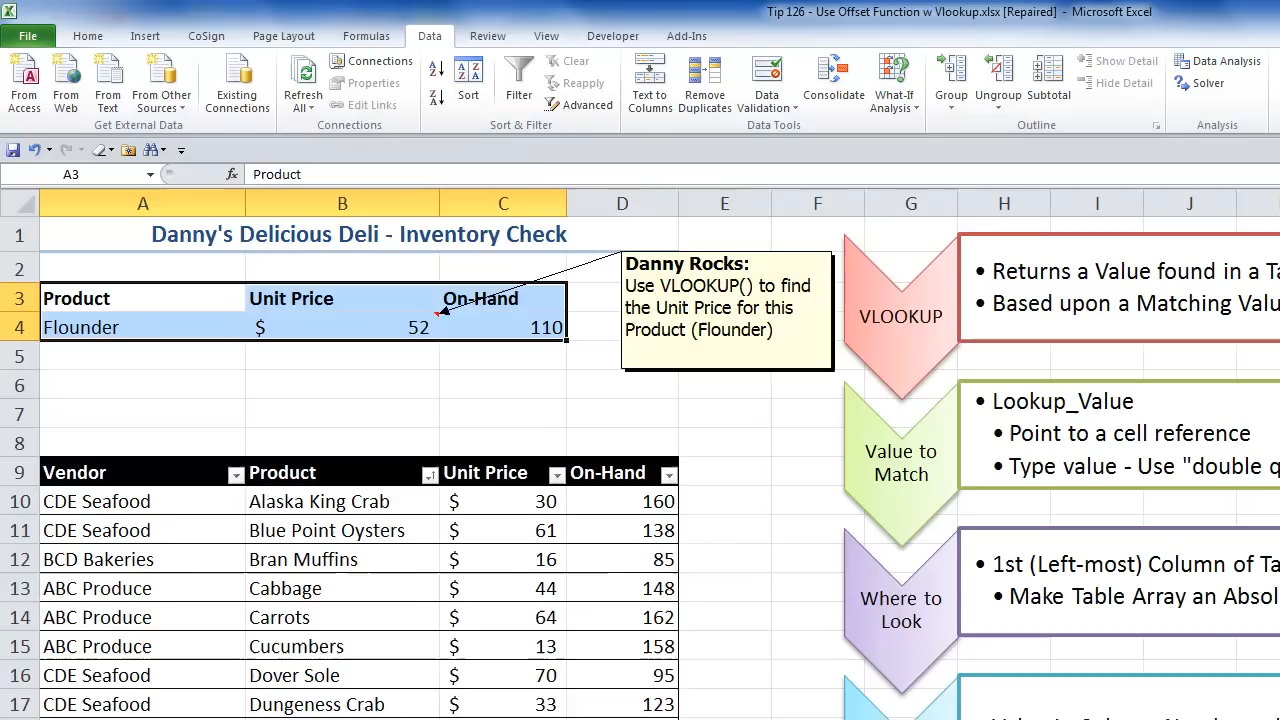 Tip 126 - Use Offset Function w Vlookup.xlsx [Repaired] - Microsoft Excel
File Home Insert CoSign Page Layout Formulas Data Review View Developer Add-Ins
From Access
From Web
From Text
From Other Sources
Existing Connections
Get External Data
Refresh All
Connections
Properties
Edit Links
Connections
Sort
Filter
Clear
Reapply
Advanced
Sort & Filter
Text to Columns
Remove Duplicates
Data Validation
Consolidate
What-If Analysis
Data Tools
Group
Ungroup
Subtotal
Show Detail
Hide Detail
Outline
Data Analysis
Solver
Analysis
A3 fx Product
A B C D E F G H I J
1 Danny's Delicious Deli - Inventory Check
2
3 Product Unit Price On-Hand
4 Flounder $ 52 110
5
6
7
8
9 Vendor Product Unit Price On-Hand
10 CDE Seafood Alaska King Crab $ 30 160
11 CDE Seafood Blue Point Oysters $ 61 138
12 BCD Bakeries Bran Muffins $ 16 85
13 ABC Produce Cabbage $ 44 148
14 ABC Produce Carrots $ 64 162
15 ABC Produce Cucumbers $ 13 158
16 CDE Seafood Dover Sole $ 70 95
17 CDE Seafood Dungeness Crab $ 33 123
Danny Rocks:
Use VLOOKUP() to find
the Unit Price for this
Product (Flounder)
VLOOKUP
• Returns a Value found in a Ta
• Based upon a Matching Valu
Value to
Match
• Lookup_Value
• Point to a cell reference
• Type value - Use "double q
Where to
Look
• 1st (Left-most) Column of Ta
• Make Table Array an Absol